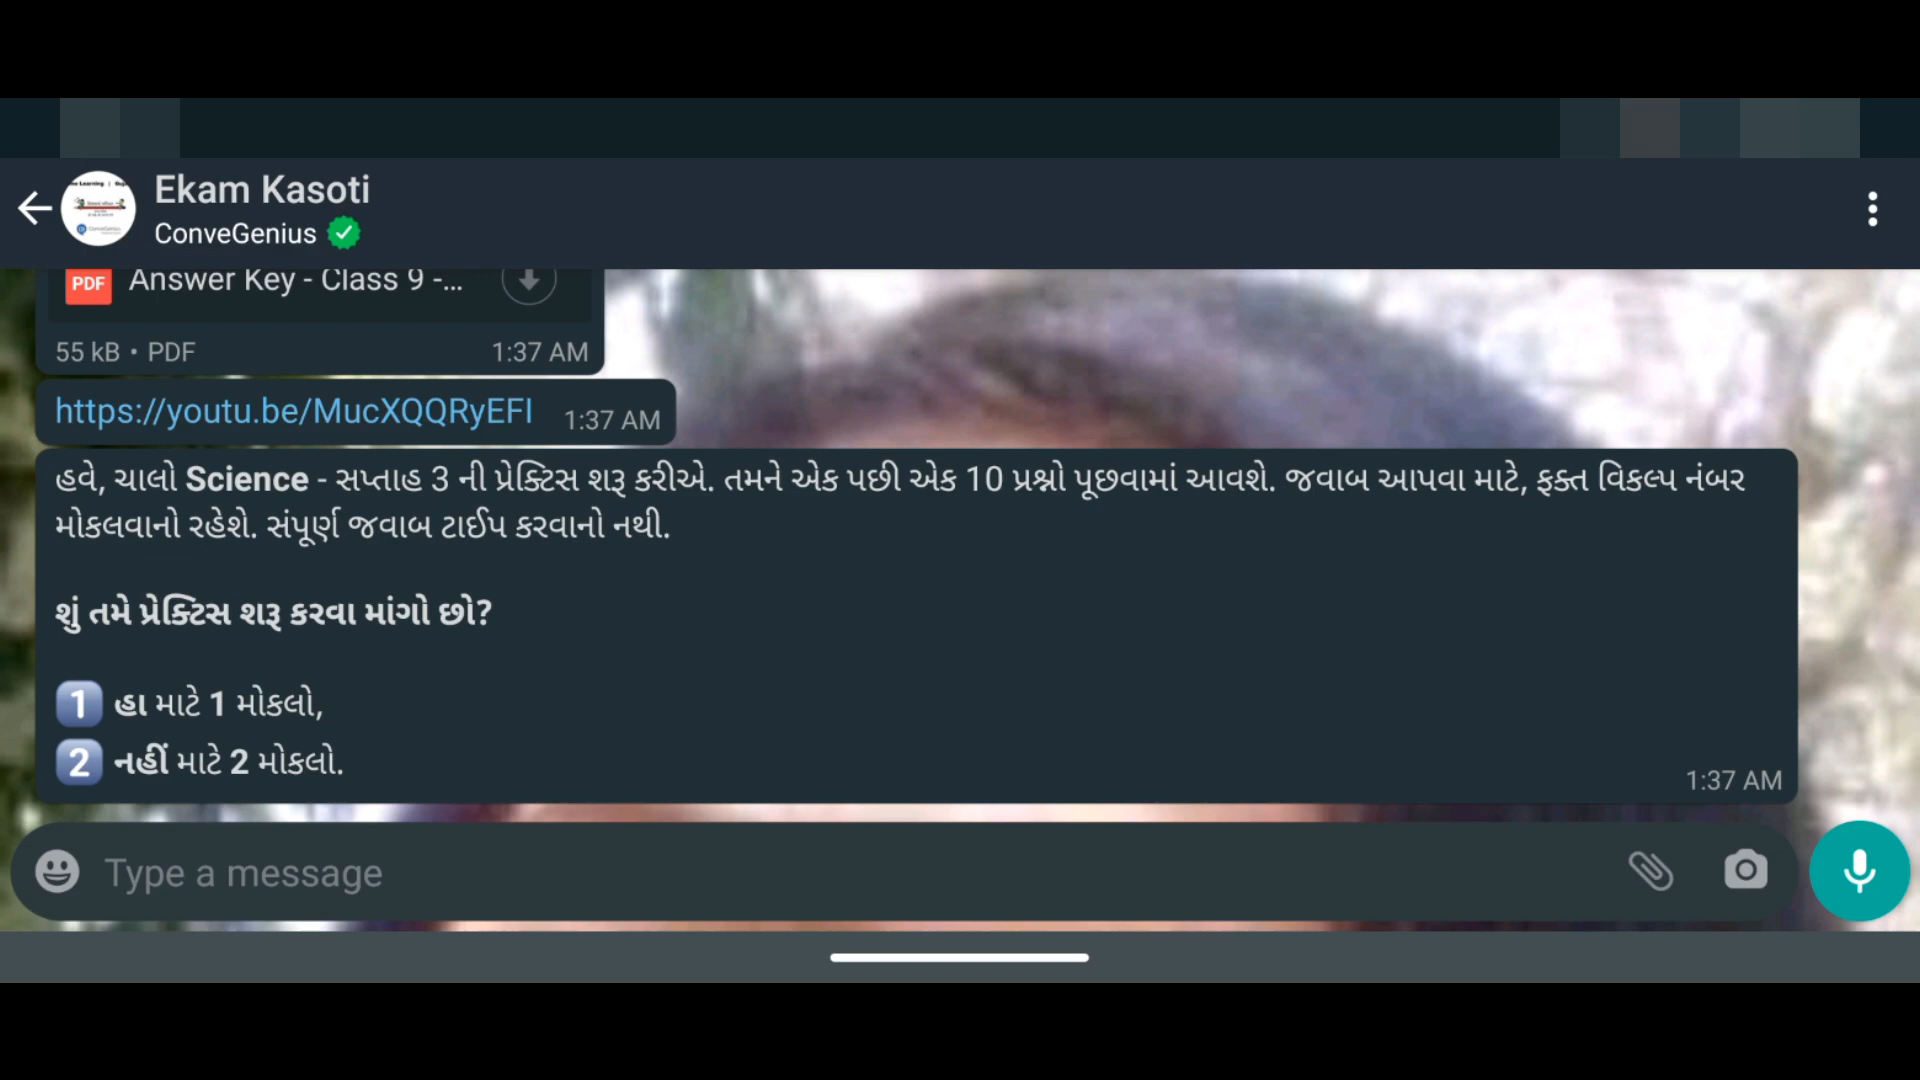 Ekam Kasoti
ConveGenius
PDF Answer Key - Class 9 -...
55 kB • PDF 1:37 AM
https://youtu.be/MucXQQRyEFI 1:37 AM
હવે, ચાલો Science - સપ્તાહ 3 ની પ્રેક્ટિસ શરૂ કરીએ. તમને એક પછી એક 10 પ્રશ્નો પૂછવામાં આવશે. જવાબ આપવા માટે, ફક્ત વિકલ્પ નંબર
મોકલવાનો રહેશે. સંપૂર્ણ જવાબ ટાઈપ કરવાનો નથી.
શું તમે પ્રેક્ટિસ શરૂ કરવા માંગો છો?
1 હા માટે 1 મોકલો,
2 નહીં માટે 2 મોકલો.
1:37 AM
Type a message